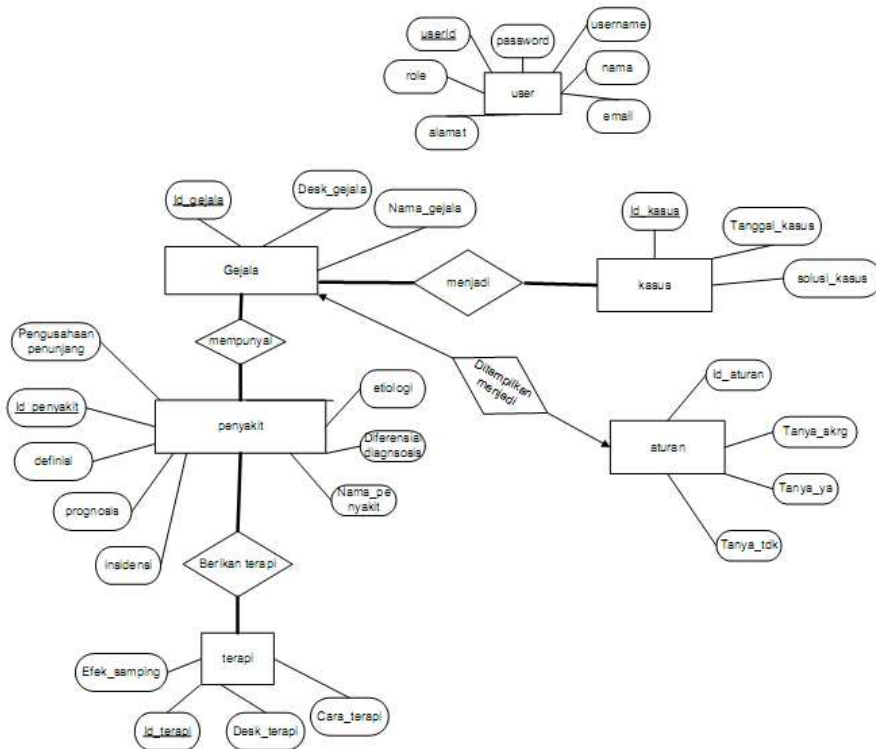 userId
password
username
role
user
nama
alamat
email
Id_gejala
Desk_gejala
Nama_gejala
Gejala
menjadi
Id_kasus
Tanggal_kasus
kasus
solusi_kasus
mempunyai
Pengusahaan
penunjang
Id_penyakit
definisi
prognosis
insidensi
penyakit
etiologi
Diferensial
diagnsosis
Nama_pe
nyakit
Ditampilkan
menjadi
Id_aturan
aturan
Tanya_skrg
Tanya_ya
Tanya_tdk
Berikan terapi
terapi
Efek_samping
Id_terapi
Desk_terapi
Cara_terapi